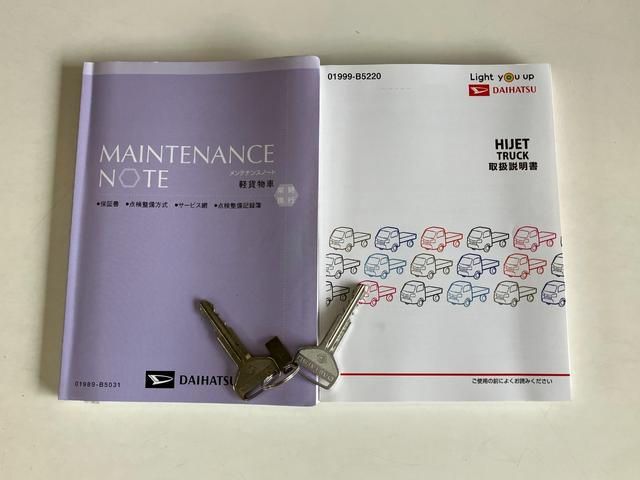 MAINTENANCE
NOTE
メンテナンスノート
軽貨物車
●保証書 ●点検整備方式 ●サービス網 ●点検整備記録簿
01989-B5031
DAIHATSU
01999-B5220
Light you up
DAIHATSU
HIJET
TRUCK
取扱説明書
ご使用の前によくお読みください